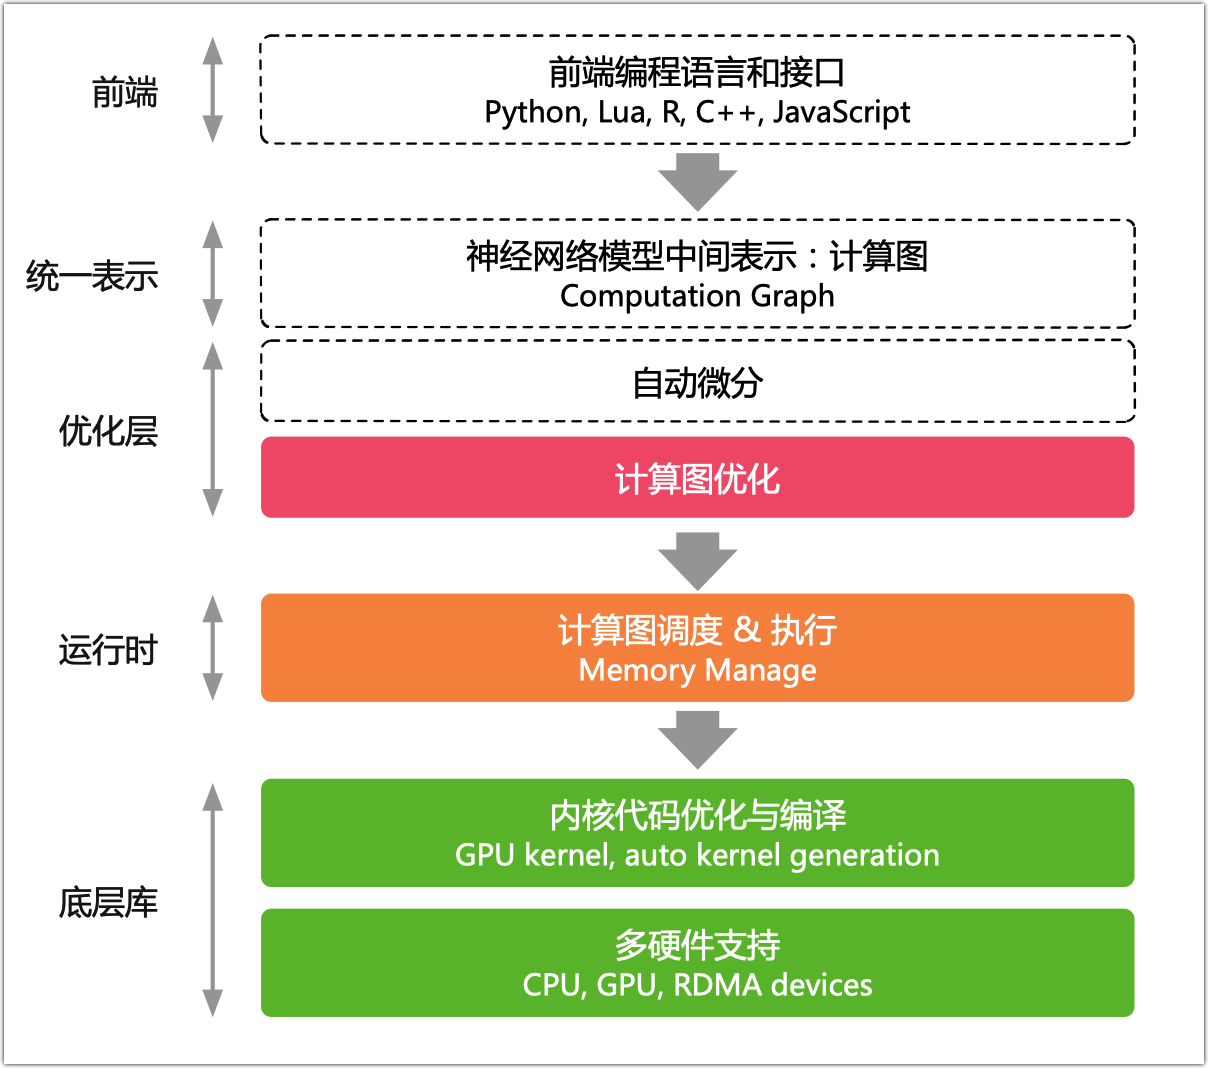 前端
前端编程语言和接口
Python, Lua, R, C++, JavaScript
统一表示
神经网络模型中间表示：计算图
Computation Graph
优化层
自动微分
计算图优化
运行时
计算图调度 & 执行
Memory Manage
底层库
内核代码优化与编译
GPU kernel, auto kernel generation
多硬件支持
CPU, GPU, RDMA devices